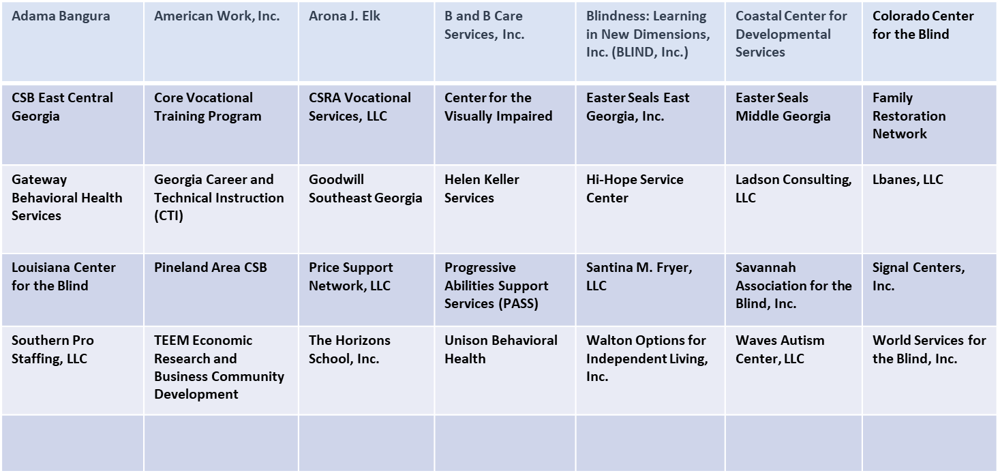 Adama Bangura
American Work, Inc.
Arona J. Elk
B and B Care
Services, Inc.
Blindness: Learning
in New Dimensions,
Inc. (BLIND, Inc.)
Coastal Center for
Developmental
Services
Colorado Center
for the Blind
CSB East Central
Georgia
Core Vocational
Training Program
CSRA Vocational
Services, LLC
Center for the
Visually Impaired
Easter Seals East
Georgia, Inc.
Easter Seals
Middle Georgia
Family
Restoration
Network
Gateway
Behavioral Health
Services
Georgia Career and
Technical Instruction
(CTI)
Goodwill
Southeast Georgia
Helen Keller
Services
Hi-Hope Service
Center
Ladson Consulting,
LLC
Lbanes, LLC
Louisiana Center
for the Blind
Pineland Area CSB
Price Support
Network, LLC
Progressive
Abilities Support
Services (PASS)
Santina M. Fryer,
LLC
Savannah
Association for the
Blind, Inc.
Signal Centers,
Inc.
Southern Pro
Staffing, LLC
TEEM Economic
Research and
Business Community
Development
The Horizons
School, Inc.
Unison Behavioral
Health
Walton Options for
Independent Living,
Inc.
Waves Autism
Center, LLC
World Services for
the Blind, Inc.